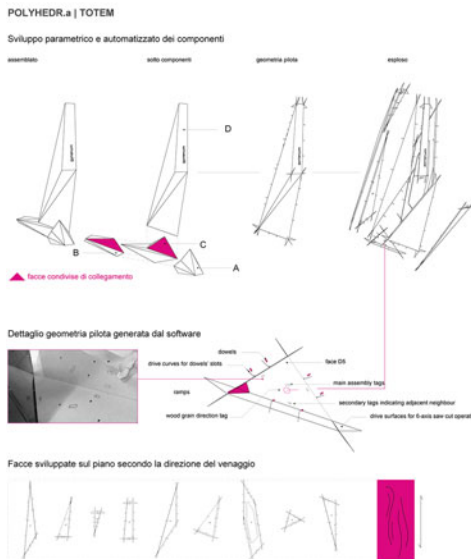 POLYHEDR.a | TOTEM
Sviluppo parametrico e automatizzato dei componenti
assemblato
sotto componenti
geometria pilota
esploso
D
C
B
A
facce condivise di collegamento
Dettaglio geometria pilota generata dal software
dowels
drive curves for dowels' slots
face D5
ramps
main assembly tags
secondary tags indicating adjacent neighbour
wood grain direction tag
drive surfaces for 6-axis saw cut operat
Facce sviluppate sul piano secondo la direzione del venaggio